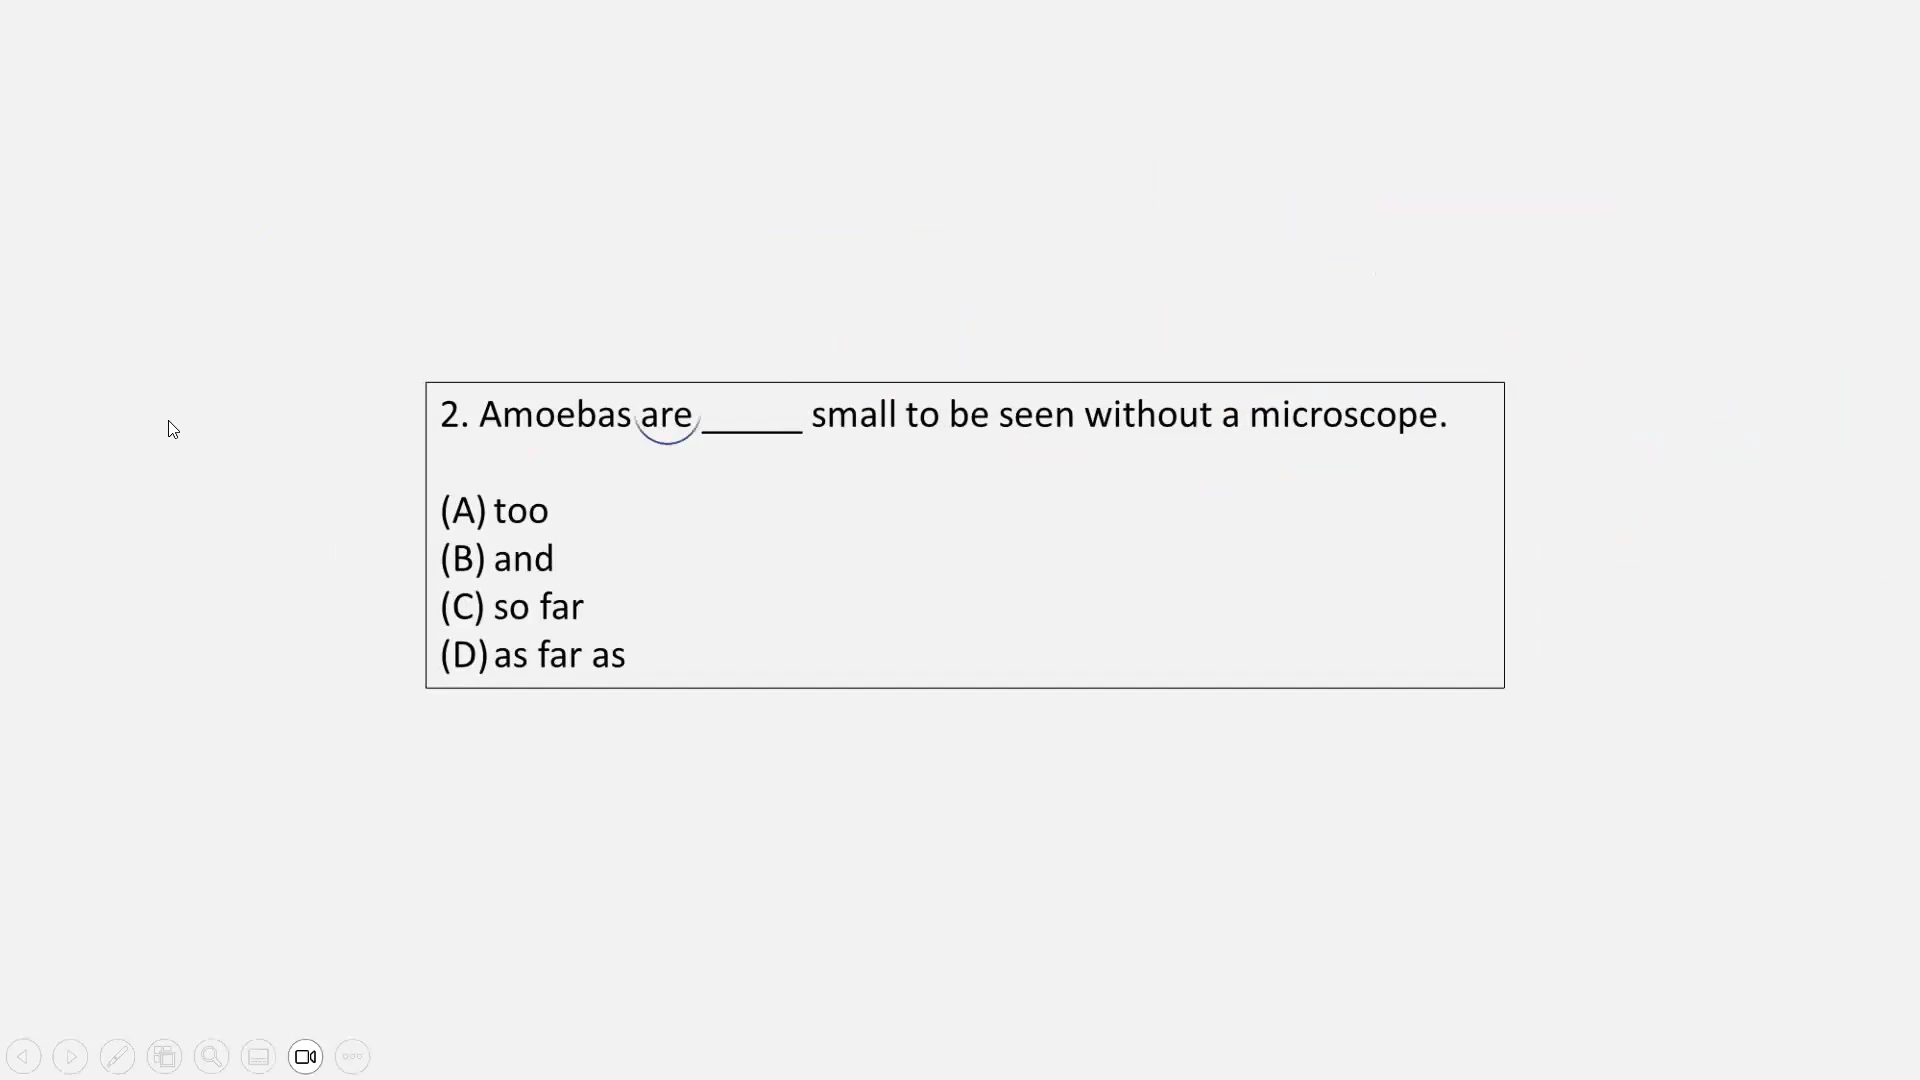 2. Amoebas are ______ small to be seen without a microscope.
(A) too
(B) and
(C) so far
(D) as far as